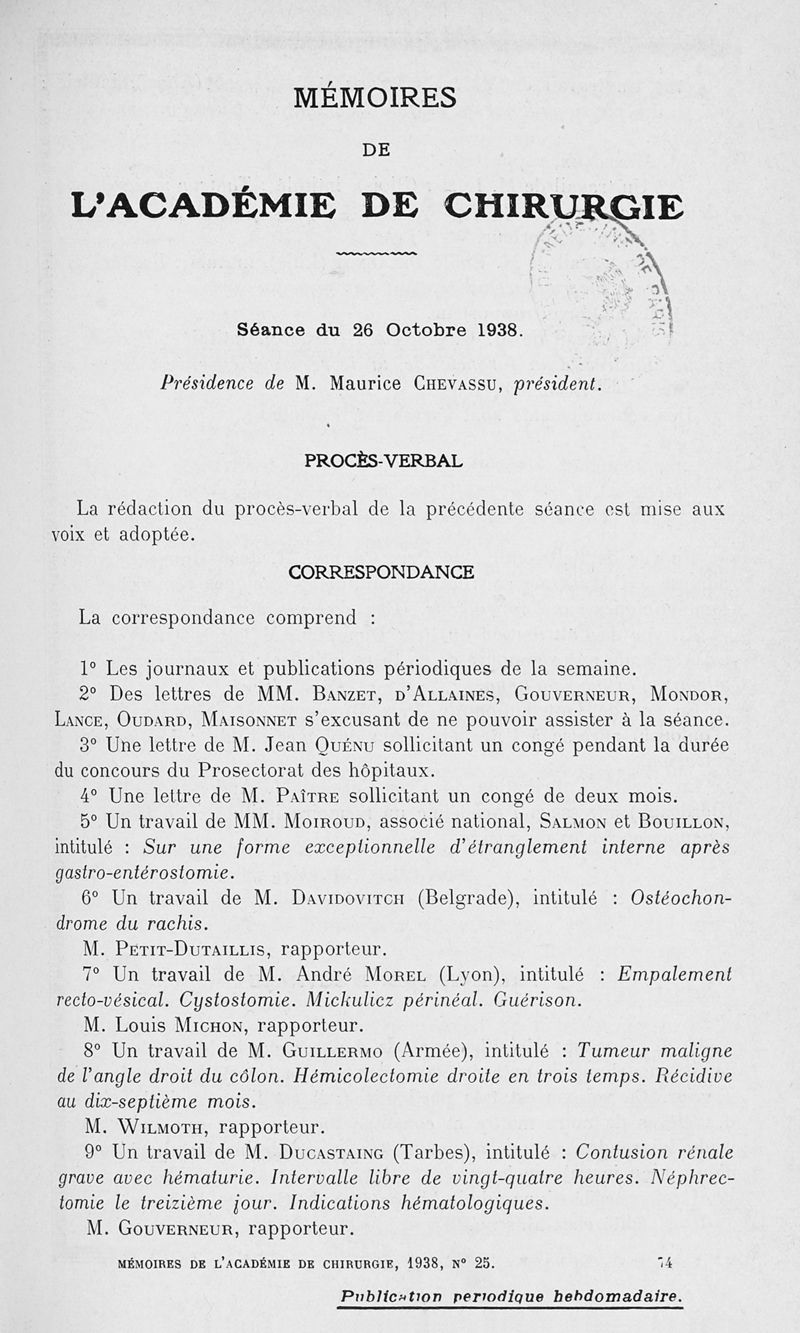 MÉMOIRES
DE
L'ACADÉMIE DE CHIRURGIE
Séance du 26 Octobre 1938.
Présidence de M. Maurice Chevassu, président.
PROCÈS-VERBAL
La rédaction du procès-verbal de la précédente séance est mise aux
voix et adoptée.
CORRESPONDANCE
La correspondance comprend :
1° Les journaux et publications périodiques de la semaine.
2° Des lettres de MM. Banzet, d'Allaines, Gouverneur, Mondor,
Lance, Oudard, Maisonnet s'excusant de ne pouvoir assister à la séance.
3° Une lettre de M. Jean Quénu sollicitant un congé pendant la durée
du concours du Prosectorat des hôpitaux.
4° Une lettre de M. Paître sollicitant un congé de deux mois.
5° Un travail de MM. Moiroud, associé national, Salmon et Bouillon,
intitulé : Sur une forme exceptionnelle d'étranglement interne après
gastro-entérostomie.
6° Un travail de M. Davidovitch (Belgrade), intitulé : Ostéochon-
drome du rachis.
M. Petit-Dutaillis, rapporteur.
7° Un travail de M. André Morel (Lyon), intitulé : Empalement
recto-vésical. Cystostomie. Mickulicz périnéal. Guérison.
M. Louis Michon, rapporteur.
8° Un travail de M. Guillermo (Armée), intitulé : Tumeur maligne
de l'angle droit du côlon. Hémicolectomie droite en trois temps. Récidive
au dix-septième mois.
M. Wilmoth, rapporteur.
9° Un travail de M. Ducastaing (Tarbes), intitulé : Contusion rénale
grave avec hématurie. Intervalle libre de vingt-quatre heures. Néphrec-
tomie le treizième jour. Indications hématologiques.
M. Gouverneur, rapporteur.
MÉMOIRES DE L'ACADÉMIE DE CHIRURGIE, 1938, N° 25. 74
Publication periodique hebdomadaire.